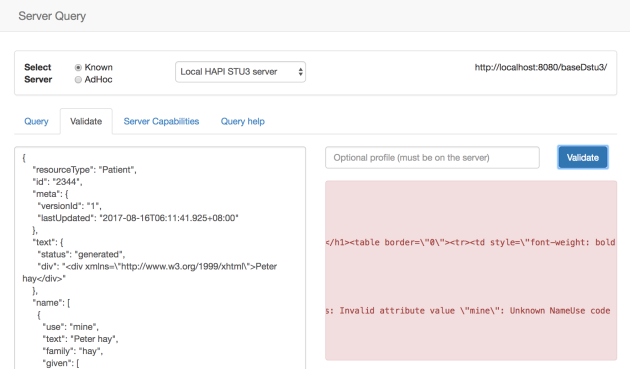 Server Query
Select Server
Known
AdHoc
Local HAPI STU3 server
http://localhost:8080/baseDstu3/
Query
Validate
Server Capabilities
Query help
{
"resourceType": "Patient",
"id": "2344",
"meta": {
"versionId": "1",
"lastUpdated": "2017-08-16T06:11:41.925+08:00"
},
"text": {
"status": "generated",
"div": "<div xmlns=\"http://www.w3.org/1999/xhtml\">Peter
hay</div>"
},
"name": [
{
"use": "mine",
"text": "Peter hay",
"family": "hay",
"given": [
Optional profile (must be on the server)
Validate
</h1><table border=\"0\"><tr><td style=\"font-weight: bold
s: Invalid attribute value \"mine\": Unknown NameUse code